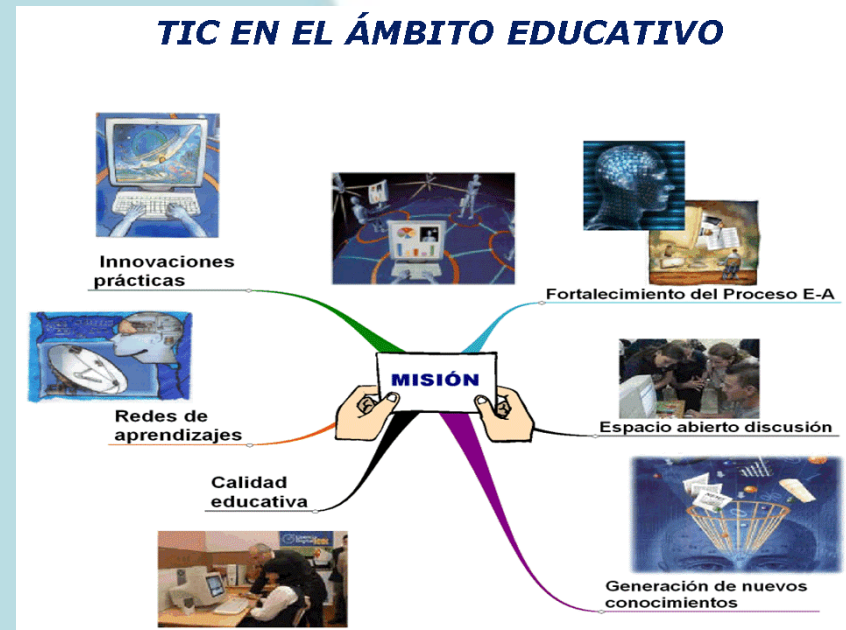 TIC EN EL ÁMBITO EDUCATIVO
Innovaciones
prácticas
Fortalecimiento del Proceso E-A
MISIÓN
Redes de
aprendizajes
Espacio abierto discusión
Calidad
educativa
Generación de nuevos
conocimientos